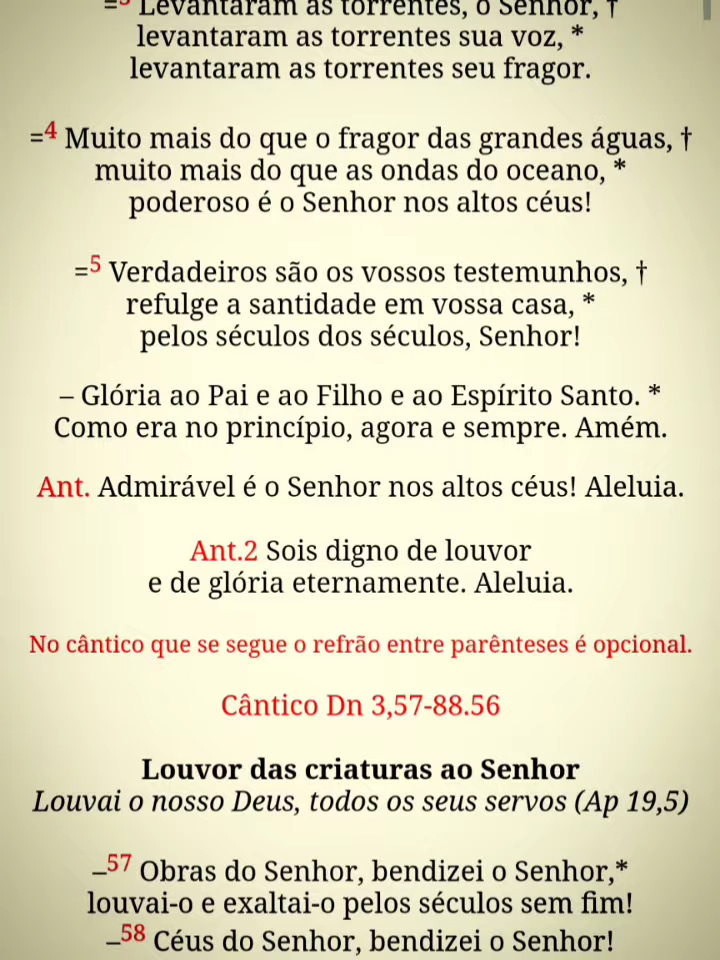 =3 Levantaram as torrentes, ó Senhor, †
levantaram as torrentes sua voz, *
levantaram as torrentes seu fragor.
=4 Muito mais do que o fragor das grandes águas, †
muito mais do que as ondas do oceano, *
poderoso é o Senhor nos altos céus!
=5 Verdadeiros são os vossos testemunhos, †
refulge a santidade em vossa casa, *
pelos séculos dos séculos, Senhor!
– Glória ao Pai e ao Filho e ao Espírito Santo. *
Como era no princípio, agora e sempre. Amém.
Ant. Admirável é o Senhor nos altos céus! Aleluia.
Ant.2 Sois digno de louvor
e de glória eternamente. Aleluia.
No cântico que se segue o refrão entre parênteses é opcional.
Cântico Dn 3,57-88.56
Louvor das criaturas ao Senhor
Louvai o nosso Deus, todos os seus servos (Ap 19,5)
–57 Obras do Senhor, bendizei o Senhor,*
louvai-o e exaltai-o pelos séculos sem fim!
–58 Céus do Senhor, bendizei o Senhor!